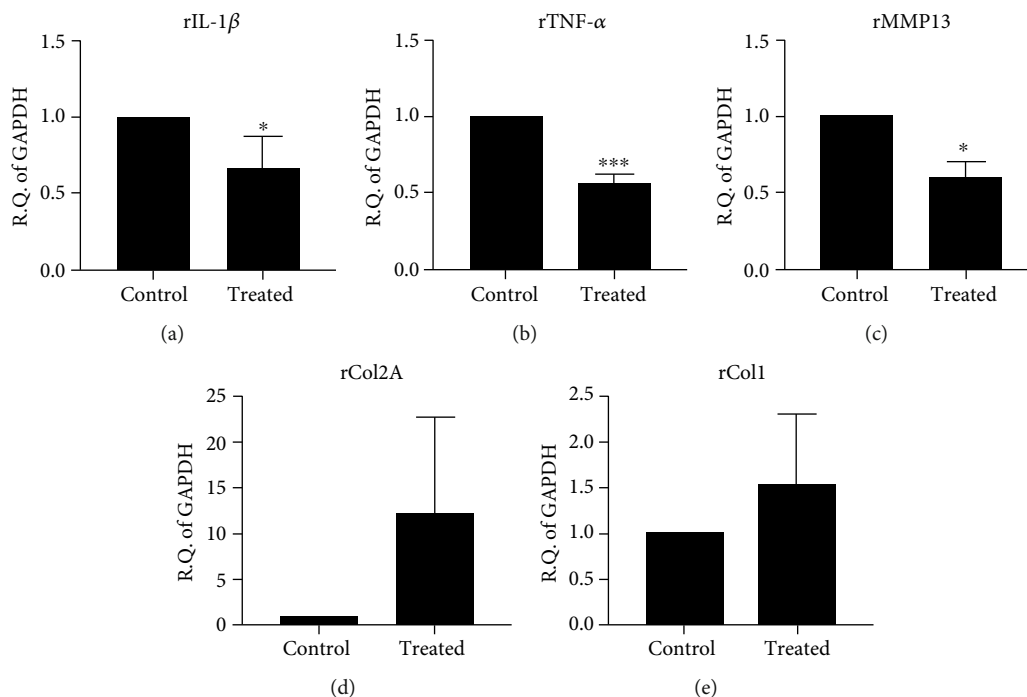 rIL-1β
1.5
1.0
0.5
0.0
R.Q. of GAPDH
*
Control Treated
(a)
rTNF-α
1.5
1.0
0.5
0.0
R.Q. of GAPDH
***
Control Treated
(b)
rMMP13
1.5
1.0
0.5
0.0
R.Q. of GAPDH
*
Control Treated
(c)
rCol2A
25
20
15
10
5
0
R.Q. of GAPDH
Control Treated
(d)
rCol1
2.5
2.0
1.5
1.0
0.5
0.0
R.Q. of GAPDH
Control Treated
(e)